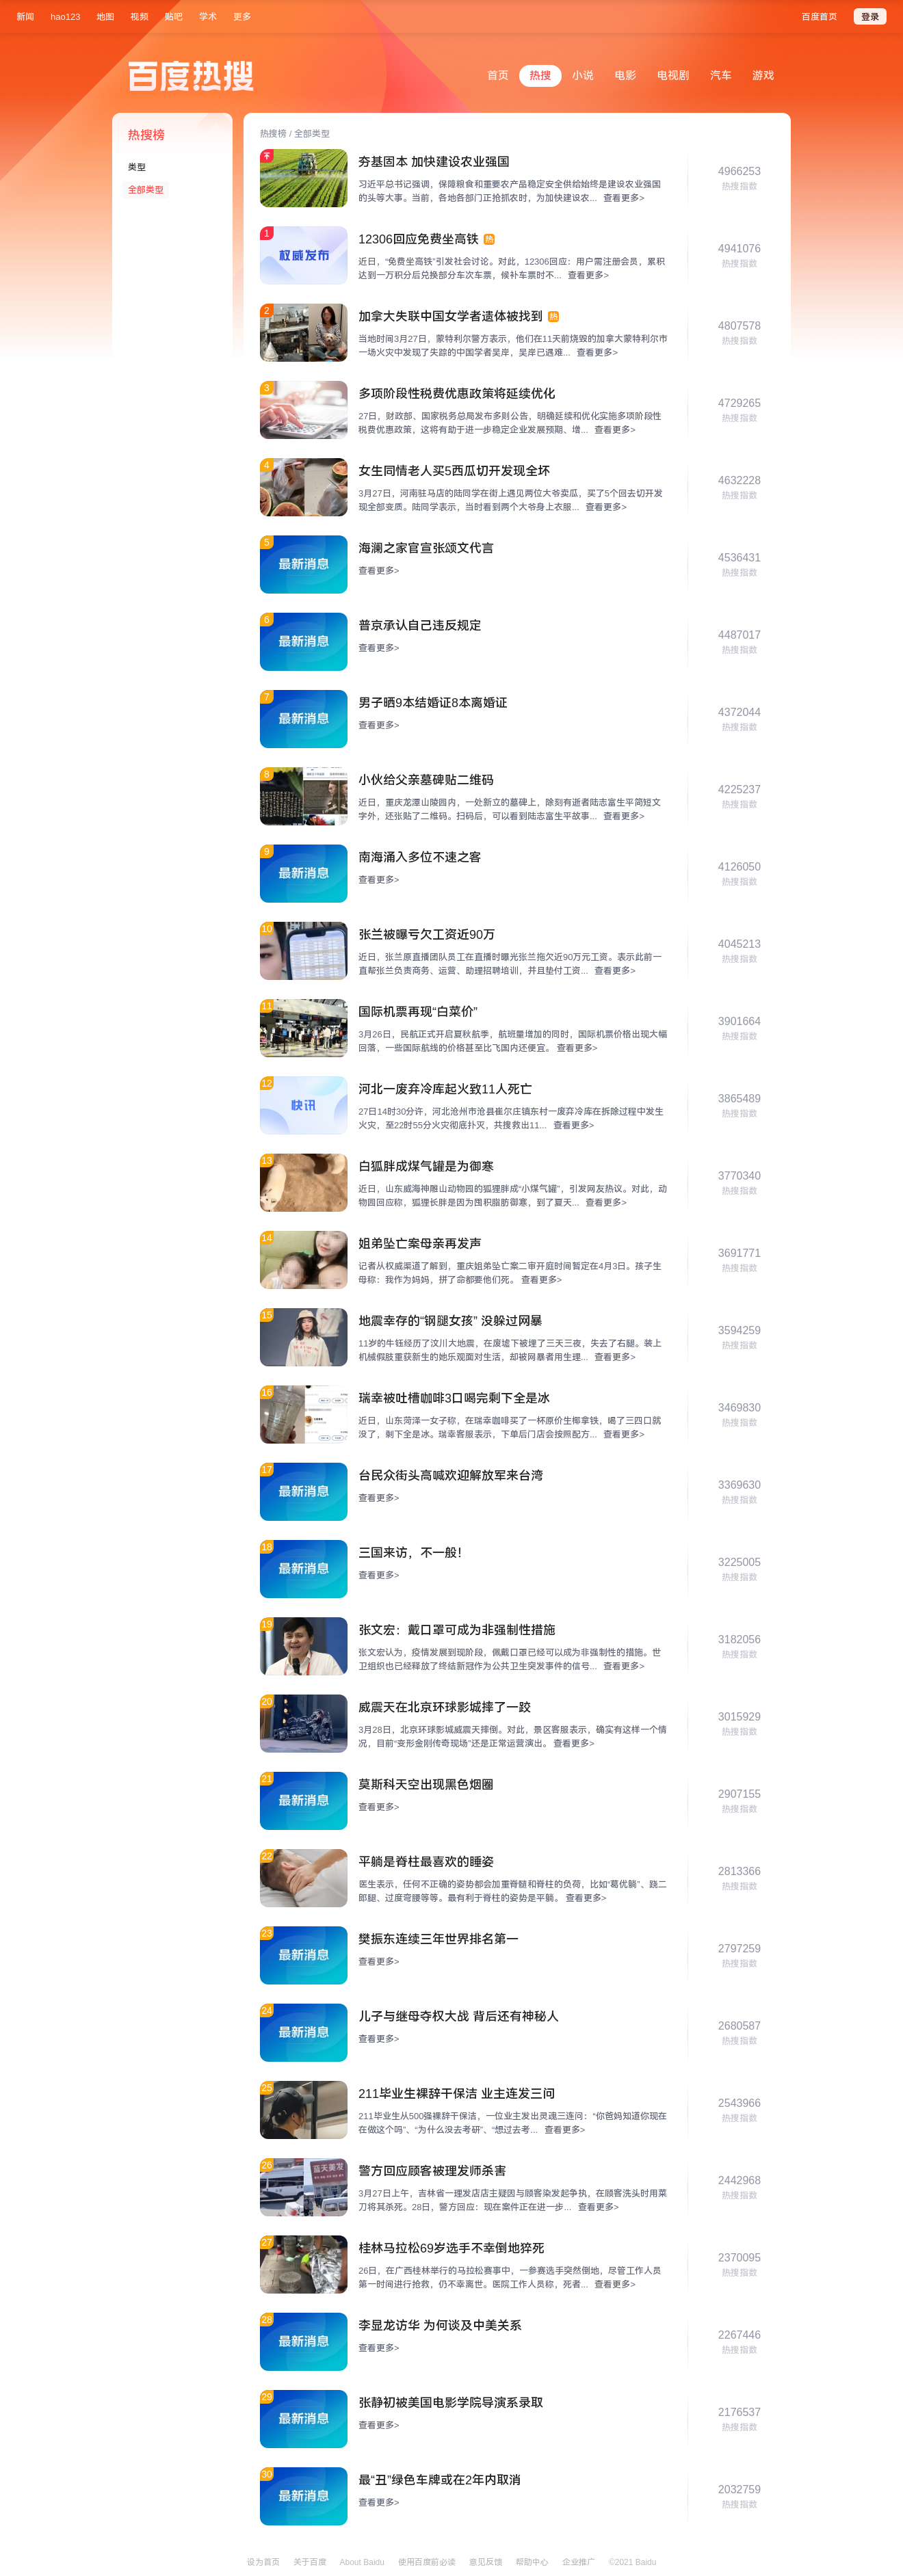 新闻 hao123 地图 视频 贴吧 学术 更多 百度首页 登录
百度热搜
首页 热搜 小说 电影 电视剧 汽车 游戏
热搜榜
类型
全部类型
热搜榜 / 全部类型
夯基固本 加快建设农业强国
习近平总书记强调，保障粮食和重要农产品稳定安全供给始终是建设农业强国
的头等大事。当前，各地各部门正抢抓农时，为加快建设农... 查看更多>
4966253
热搜指数
1
权威发布
12306回应免费坐高铁 热
近日，“免费坐高铁”引发社会讨论。对此，12306回应：用户需注册会员，累积
达到一万积分后兑换部分车次车票，候补车票时不... 查看更多>
4941076
热搜指数
2
加拿大失联中国女学者遗体被找到 热
当地时间3月27日，蒙特利尔警方表示，他们在11天前烧毁的加拿大蒙特利尔市
一场火灾中发现了失踪的中国学者吴岸，吴岸已遇难... 查看更多>
4807578
热搜指数
3
多项阶段性税费优惠政策将延续优化
27日，财政部、国家税务总局发布多则公告，明确延续和优化实施多项阶段性
税费优惠政策，这将有助于进一步稳定企业发展预期、增... 查看更多>
4729265
热搜指数
4
女生同情老人买5西瓜切开发现全坏
3月27日，河南驻马店的陆同学在街上遇见两位大爷卖瓜，买了5个回去切开发
现全部变质。陆同学表示，当时看到两个大爷身上衣服... 查看更多>
4632228
热搜指数
5
最新消息
海澜之家官宣张颂文代言
查看更多>
4536431
热搜指数
6
最新消息
普京承认自己违反规定
查看更多>
4487017
热搜指数
7
最新消息
男子晒9本结婚证8本离婚证
查看更多>
4372044
热搜指数
8
小伙给父亲墓碑贴二维码
近日，重庆龙潭山陵园内，一处新立的墓碑上，除刻有逝者陆志富生平简短文
字外，还张贴了二维码。扫码后，可以看到陆志富生平故事... 查看更多>
4225237
热搜指数
9
最新消息
南海涌入多位不速之客
查看更多>
4126050
热搜指数
10
张兰被曝亏欠工资近90万
近日，张兰原直播团队员工在直播时曝光张兰拖欠近90万元工资。表示此前一
直帮张兰负责商务、运营、助理招聘培训，并且垫付工资... 查看更多>
4045213
热搜指数
11
国际机票再现“白菜价”
3月26日，民航正式开启夏秋航季，航班量增加的同时，国际机票价格出现大幅
回落，一些国际航线的价格甚至比飞国内还便宜。 查看更多>
3901664
热搜指数
12
快讯
河北一废弃冷库起火致11人死亡
27日14时30分许，河北沧州市沧县崔尔庄镇东村一废弃冷库在拆除过程中发生
火灾，至22时55分火灾彻底扑灭，共搜救出11... 查看更多>
3865489
热搜指数
13
白狐胖成煤气罐是为御寒
近日，山东威海神雕山动物园的狐狸胖成“小煤气罐”，引发网友热议。对此，动
物园回应称，狐狸长胖是因为囤积脂肪御寒，到了夏天... 查看更多>
3770340
热搜指数
14
姐弟坠亡案母亲再发声
记者从权威渠道了解到，重庆姐弟坠亡案二审开庭时间暂定在4月3日。孩子生
母称：我作为妈妈，拼了命都要他们死。 查看更多>
3691771
热搜指数
15
地震幸存的“钢腿女孩” 没躲过网暴
11岁的牛钰经历了汶川大地震，在废墟下被埋了三天三夜，失去了右腿。装上
机械假肢重获新生的她乐观面对生活，却被网暴者用生理... 查看更多>
3594259
热搜指数
16
瑞幸被吐槽咖啡3口喝完剩下全是冰
近日，山东菏泽一女子称，在瑞幸咖啡买了一杯原价生椰拿铁，喝了三四口就
没了，剩下全是冰。瑞幸客服表示，下单后门店会按照配方... 查看更多>
3469830
热搜指数
17
最新消息
台民众街头高喊欢迎解放军来台湾
查看更多>
3369630
热搜指数
18
最新消息
三国来访，不一般！
查看更多>
3225005
热搜指数
19
张文宏：戴口罩可成为非强制性措施
张文宏认为，疫情发展到现阶段，佩戴口罩已经可以成为非强制性的措施。世
卫组织也已经释放了终结新冠作为公共卫生突发事件的信号... 查看更多>
3182056
热搜指数
20
威震天在北京环球影城摔了一跤
3月28日，北京环球影城威震天摔倒。对此，景区客服表示，确实有这样一个情
况，目前“变形金刚传奇现场”还是正常运营演出。 查看更多>
3015929
热搜指数
21
最新消息
莫斯科天空出现黑色烟圈
查看更多>
2907155
热搜指数
22
平躺是脊柱最喜欢的睡姿
医生表示，任何不正确的姿势都会加重脊髓和脊柱的负荷，比如“葛优躺”、跷二
郎腿、过度弯腰等等。最有利于脊柱的姿势是平躺。 查看更多>
2813366
热搜指数
23
最新消息
樊振东连续三年世界排名第一
查看更多>
2797259
热搜指数
24
最新消息
儿子与继母夺权大战 背后还有神秘人
查看更多>
2680587
热搜指数
25
211毕业生裸辞干保洁 业主连发三问
211毕业生从500强裸辞干保洁，一位业主发出灵魂三连问：“你爸妈知道你现在
在做这个吗”、“为什么没去考研”、“想过去考... 查看更多>
2543966
热搜指数
26
蓝天美发
警方回应顾客被理发师杀害
3月27日上午，吉林省一理发店店主疑因与顾客染发起争执，在顾客洗头时用菜
刀将其杀死。28日，警方回应：现在案件正在进一步... 查看更多>
2442968
热搜指数
27
桂林马拉松69岁选手不幸倒地猝死
26日，在广西桂林举行的马拉松赛事中，一参赛选手突然倒地，尽管工作人员
第一时间进行抢救，仍不幸离世。医院工作人员称，死者... 查看更多>
2370095
热搜指数
28
最新消息
李显龙访华 为何谈及中美关系
查看更多>
2267446
热搜指数
29
最新消息
张静初被美国电影学院导演系录取
查看更多>
2176537
热搜指数
30
最新消息
最“丑”绿色车牌或在2年内取消
查看更多>
2032759
热搜指数
设为首页 关于百度 About Baidu 使用百度前必读 意见反馈 帮助中心 企业推广 ©2021 Baidu